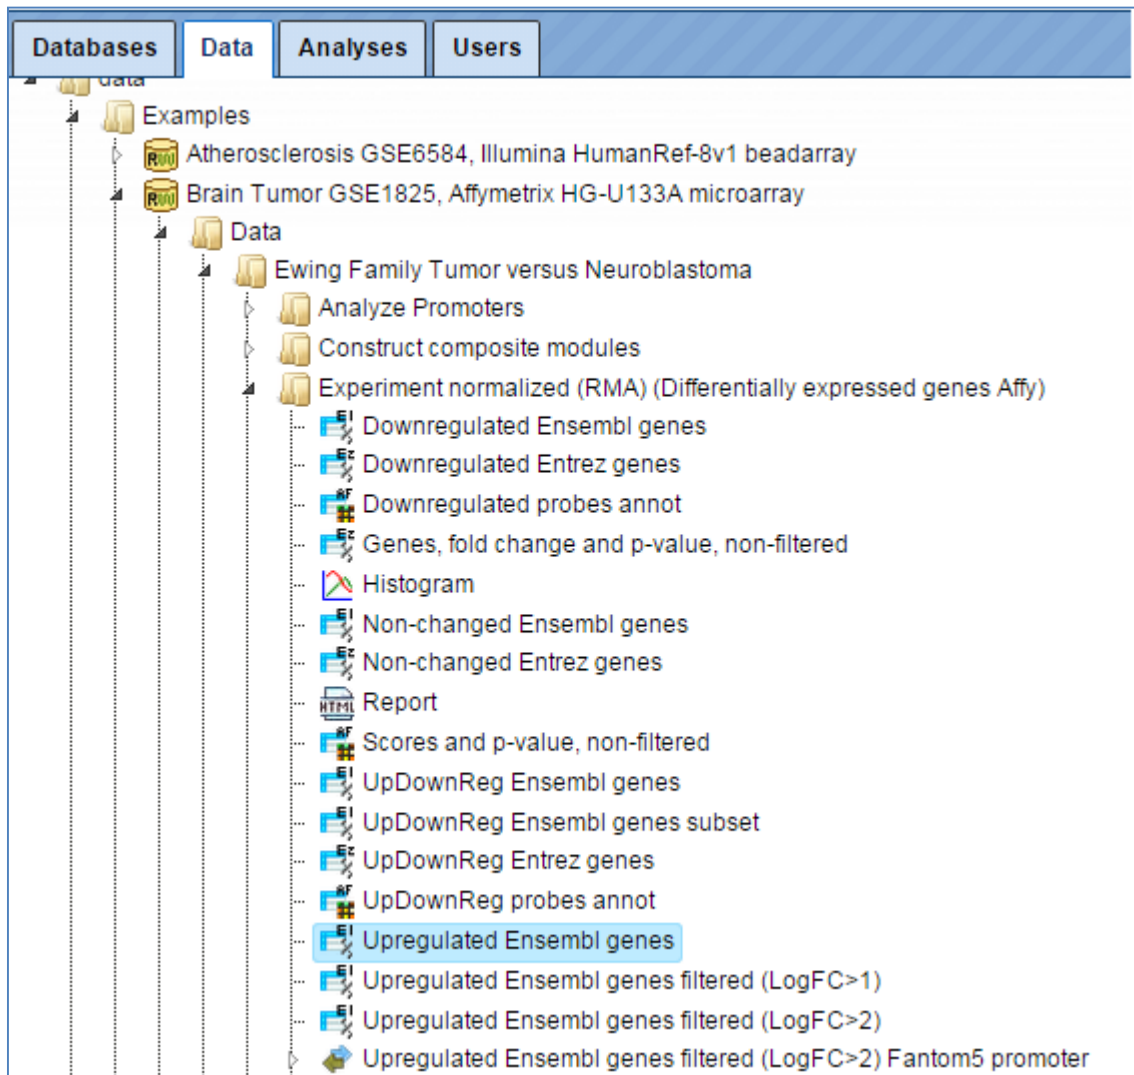 Databases Data Analyses Users
data
Examples
Atherosclerosis GSE6584, Illumina HumanRef-8v1 beadarray
Brain Tumor GSE1825, Affymetrix HG-U133A microarray
Data
Ewing Family Tumor versus Neuroblastoma
Analyze Promoters
Construct composite modules
Experiment normalized (RMA) (Differentially expressed genes Affy)
Downregulated Ensembl genes
Downregulated Entrez genes
Downregulated probes annot
Genes, fold change and p-value, non-filtered
Histogram
Non-changed Ensembl genes
Non-changed Entrez genes
HTML Report
Scores and p-value, non-filtered
UpDownReg Ensembl genes
UpDownReg Ensembl genes subset
UpDownReg Entrez genes
UpDownReg probes annot
Upregulated Ensembl genes
Upregulated Ensembl genes filtered (LogFC>1)
Upregulated Ensembl genes filtered (LogFC>2)
Upregulated Ensembl genes filtered (LogFC>2) Fantom5 promoter